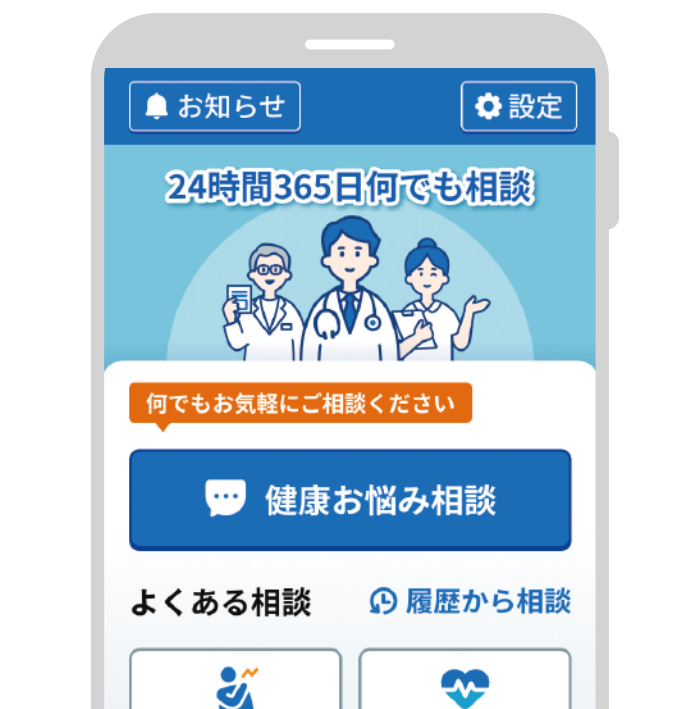 お知らせ
設定
24時間365日何でも相談
何でもお気軽にご相談ください
健康お悩み相談
よくある相談
履歴から相談